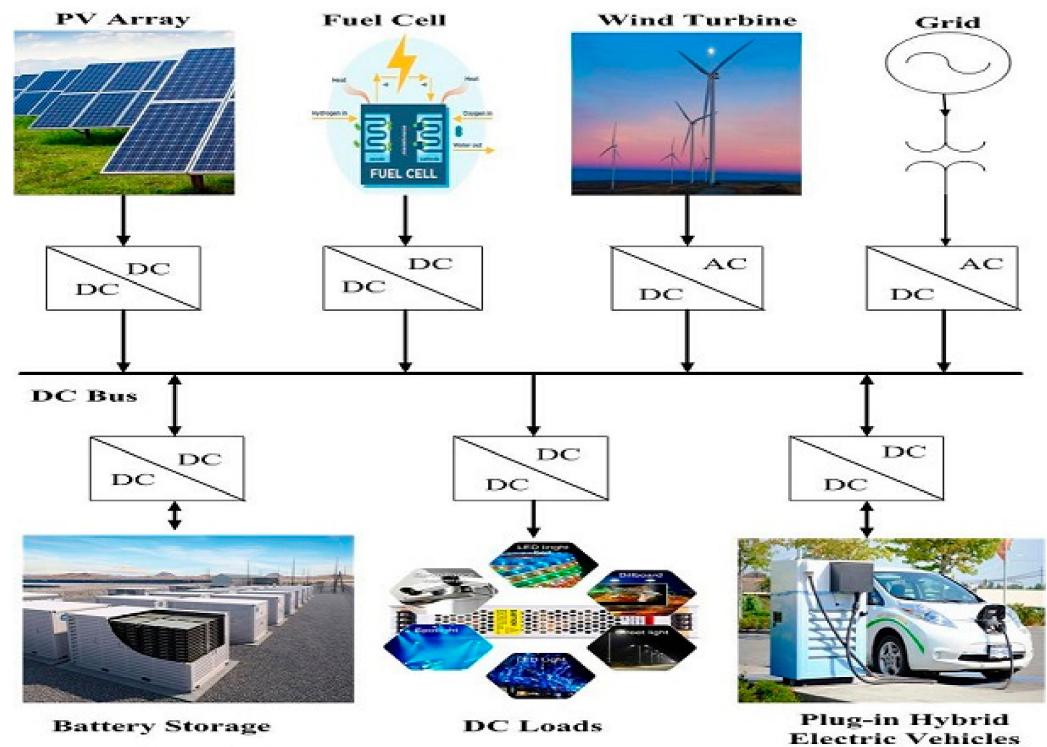 PV Array
Fuel Cell
Wind Turbine
Grid
Heat
Heat
Hydrogen in
Oxygen in
Water out
FUEL CELL
DC
DC
DC
DC
AC
DC
AC
DC
DC Bus
DC
DC
DC
DC
DC
DC
LED linght
Billboard
Street light
LED Light
Battery Storage
DC Loads
Plug-in Hybrid
Electric Vehicles